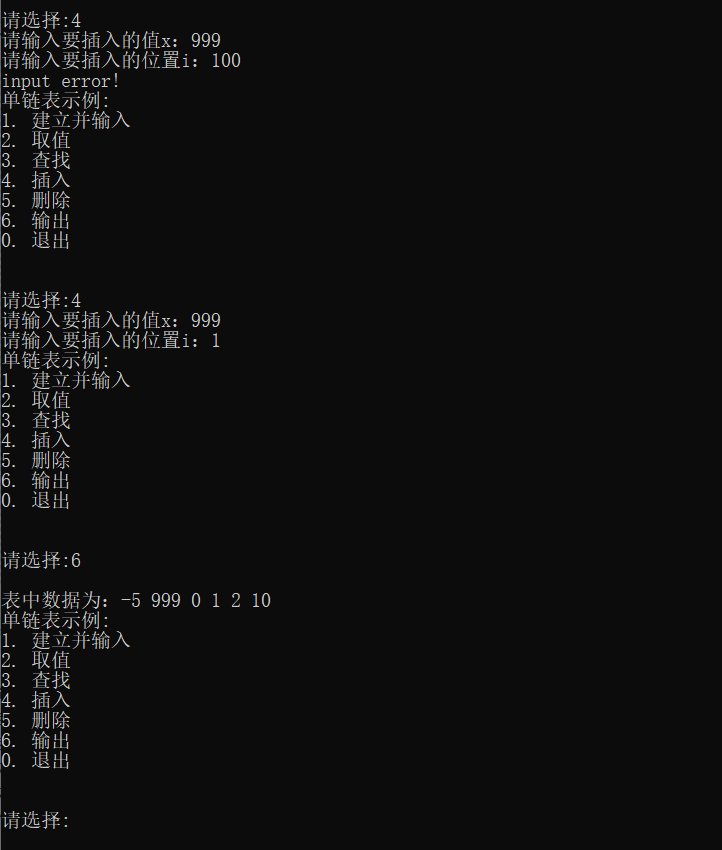 请选择:4
请输入要插入的值x：999
请输入要插入的位置i：100
input error!
单链表示例:
1. 建立并输入
2. 取值
3. 查找
4. 插入
5. 删除
6. 输出
0. 退出
请选择:4
请输入要插入的值x：999
请输入要插入的位置i：1
单链表示例:
1. 建立并输入
2. 取值
3. 查找
4. 插入
5. 删除
6. 输出
0. 退出
请选择:6
表中数据为：-5 999 0 1 2 10
单链表示例:
1. 建立并输入
2. 取值
3. 查找
4. 插入
5. 删除
6. 输出
0. 退出
请选择: